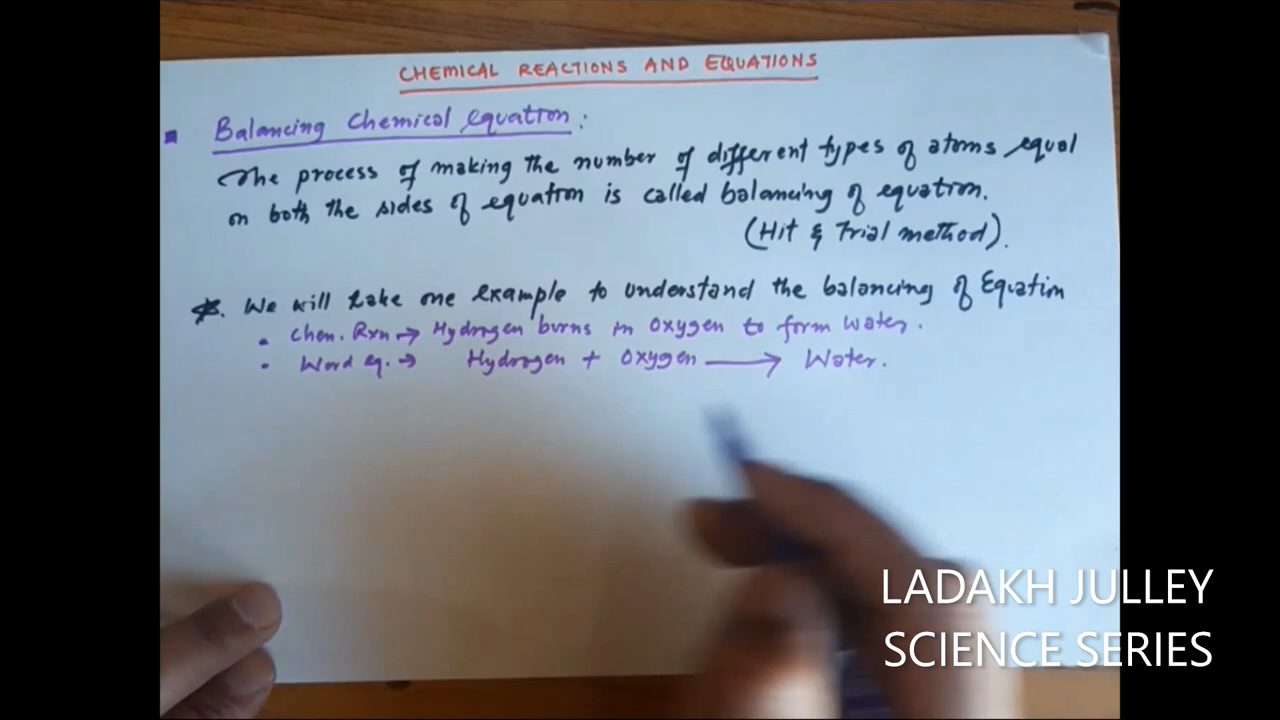 CHEMICAL REACTIONS AND EQUATIONS
Balancing Chemical equation:
The process of making the number of different types of atoms equal
on both the sides of equation is called balancing of equation.
(Hit & Trial method).
We will take one example to understand the balancing of Equation
Chem. Rxn → Hydrogen burns in Oxygen to form Water.
Word eq. → Hydrogen + Oxygen ⟶ Water.
LADAKH JULLEY
SCIENCE SERIES